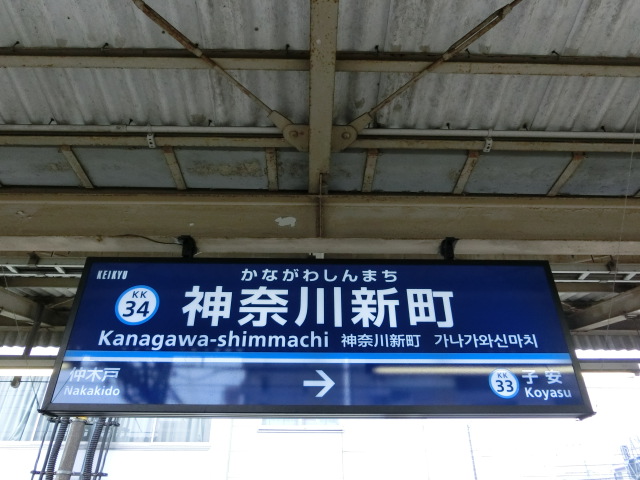 KEIKYU
かながわしんまち
KK 34
神奈川新町
Kanagawa-shimmachi 神奈川新町 가나가와신마치
仲木戸
Nakakido
→
KK 33
子安
Koyasu